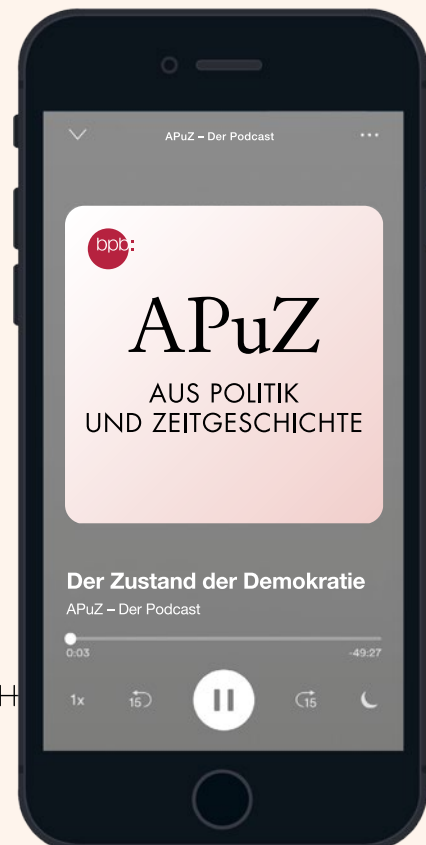 APuZ – Der Podcast
bpb:
APuZ
AUS POLITIK
UND ZEITGESCHICHTE
Der Zustand der Demokratie
APuZ – Der Podcast
0:03 -49:27
H 1x 15 15